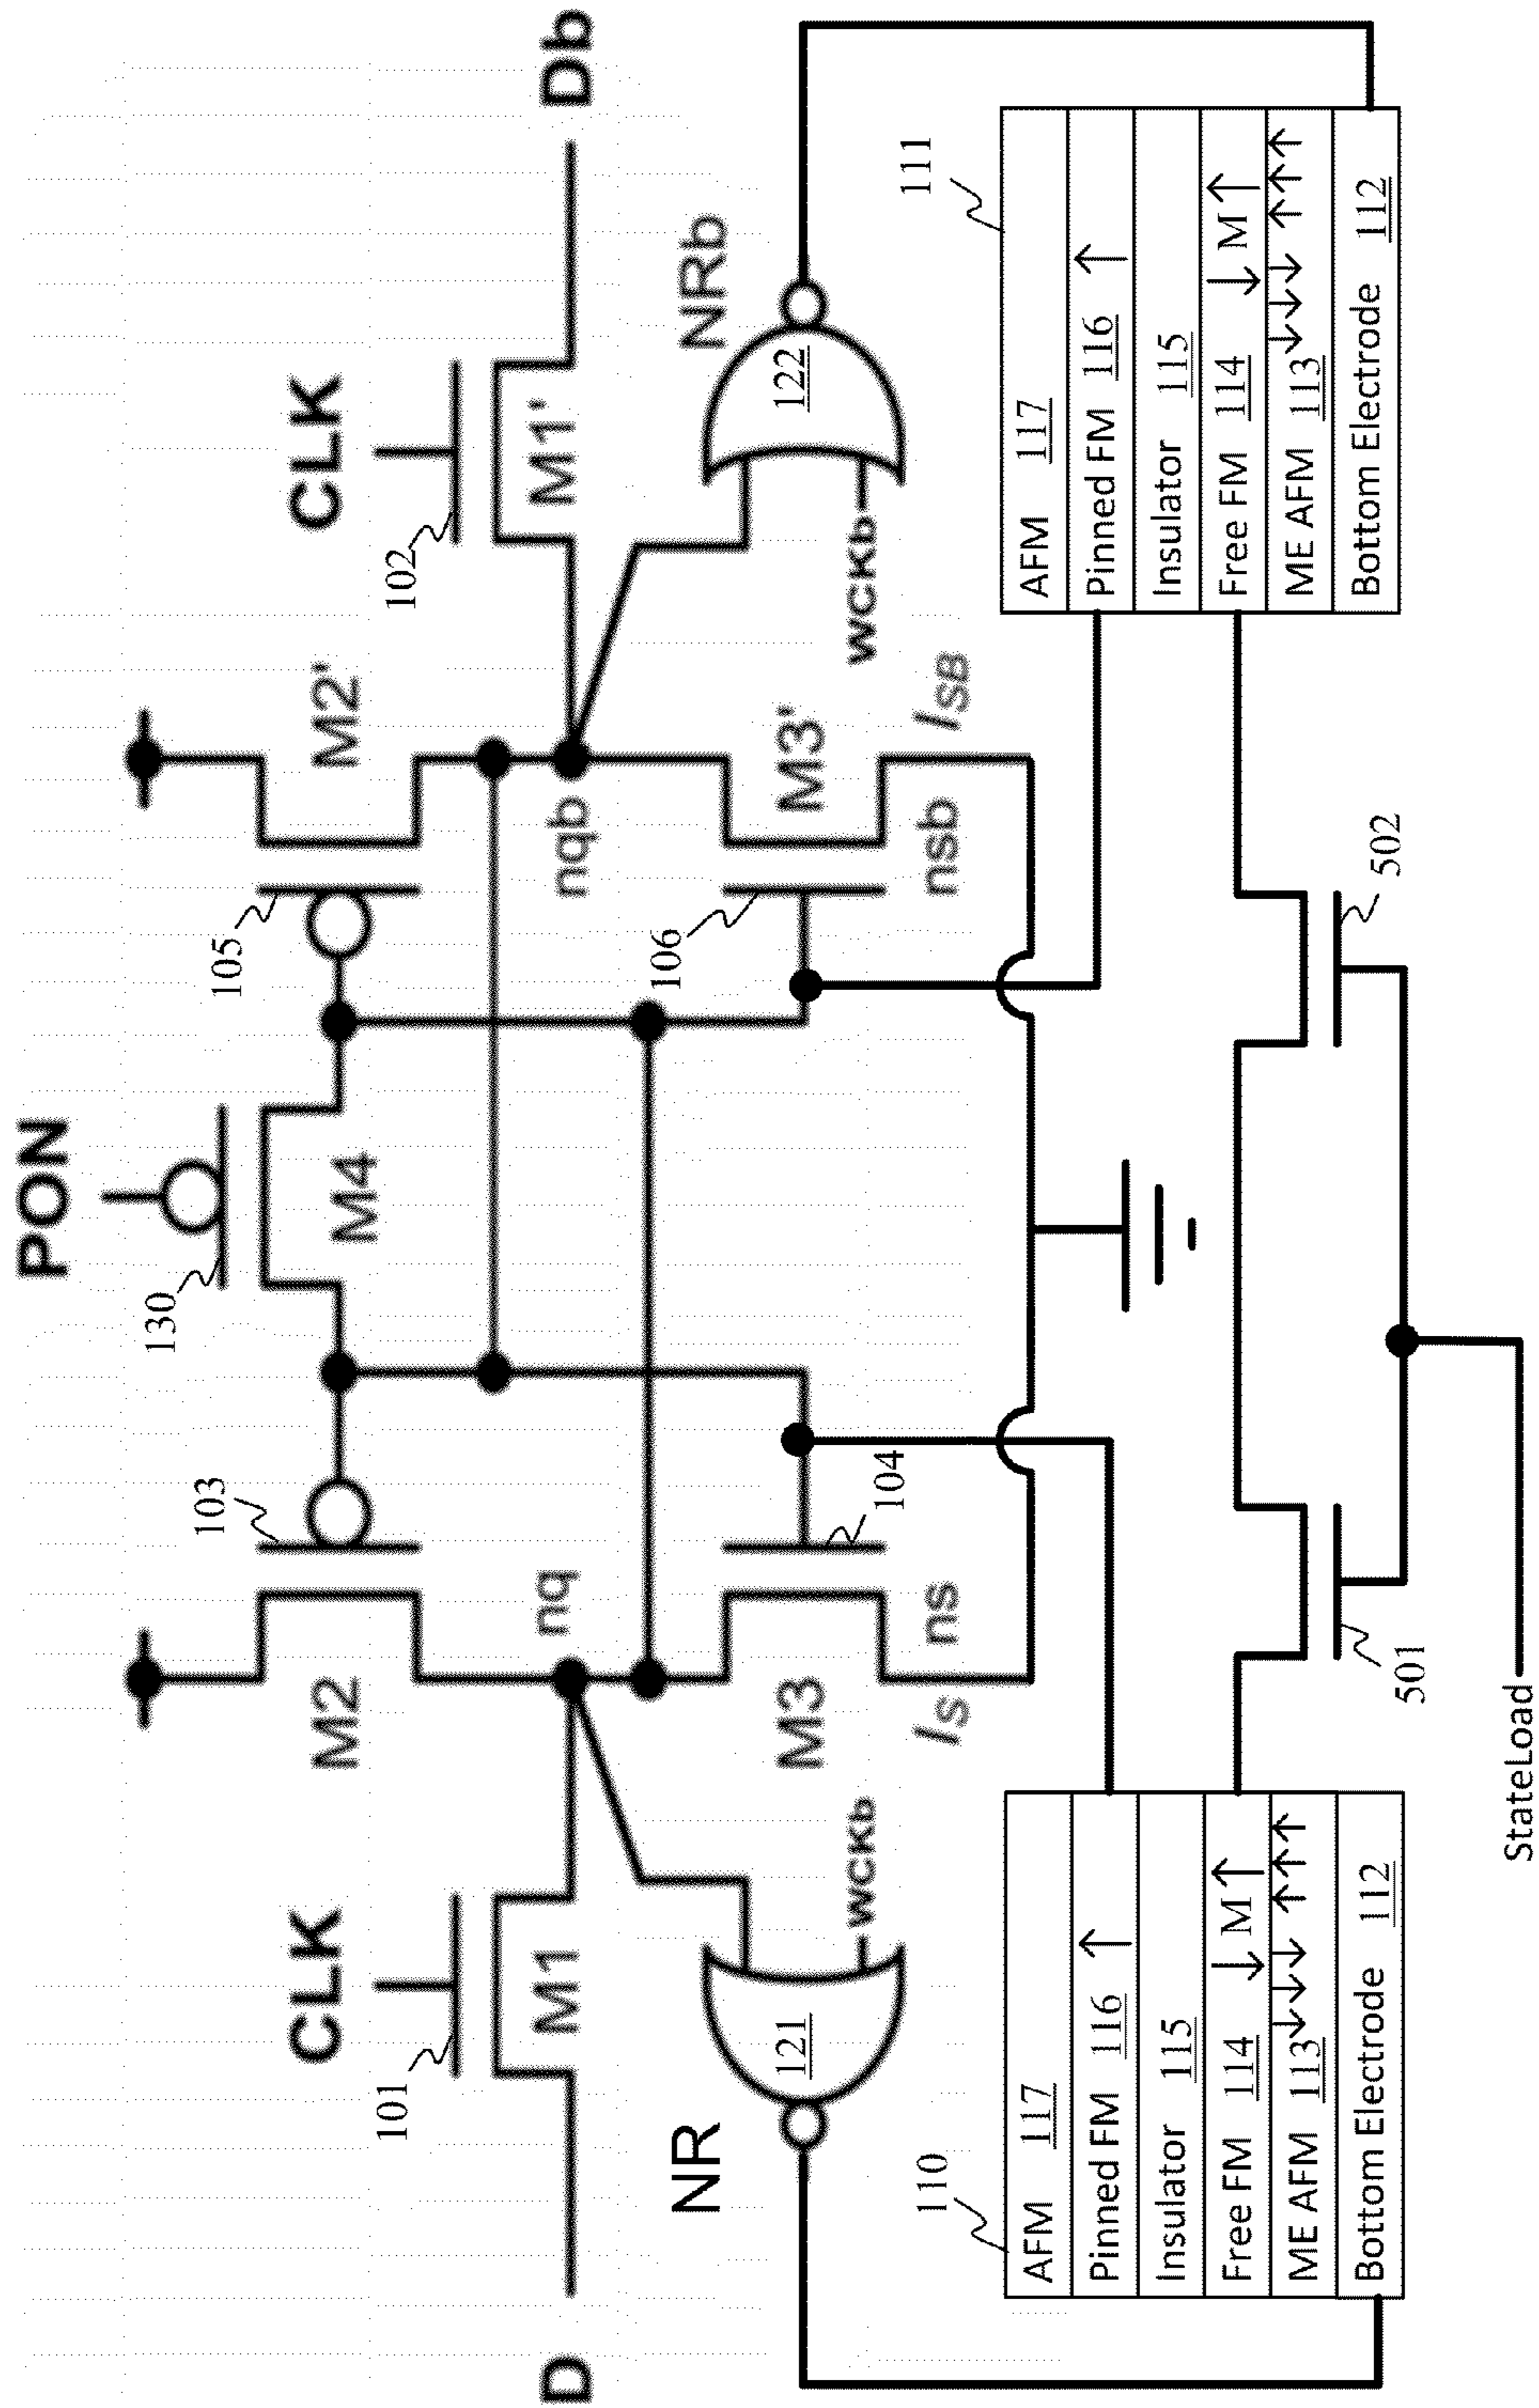 PON
CLK
CLK
130
101
102
M4
103
105
M2
M2'
M1
M1'
D
Db
nq
nqb
NR
NRb
104
106
M3
M3'
121
122
WCKb
WCKb
ns
nsb
IS
ISB
110
111
AFM 117
Pinned FM 116 ↑
Insulator 115
Free FM 114 ↓ M ↑
ME AFM 113 ↓↓↓ ↑↑↑
Bottom Electrode 112
AFM 117
Pinned FM 116 ↑
Insulator 115
Free FM 114 ↓ M ↑
ME AFM 113 ↓↓↓ ↑↑↑
Bottom Electrode 112
501
502
StateLoad